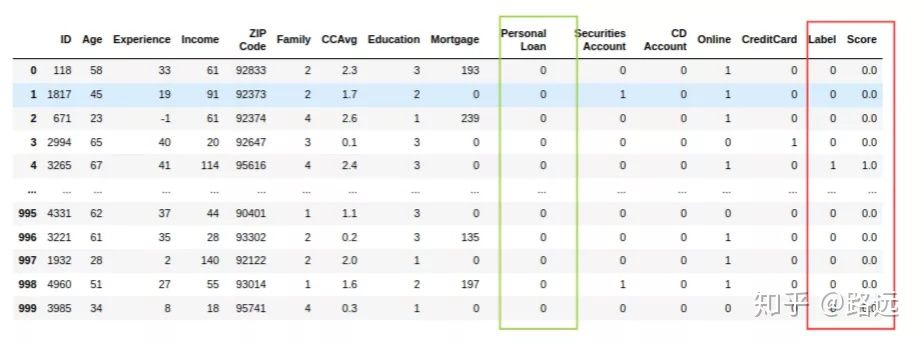 ID Age Experience Income ZIP Code Family CCAvg Education Mortgage Personal Loan Securities Account CD Account Online CreditCard Label Score
0 118 58 33 61 92833 2 2.3 3 193 0 0 0 1 0 0 0.0
1 1817 45 19 91 92373 2 1.7 2 0 0 1 0 1 0 0 0.0
2 671 23 -1 61 92374 4 2.6 1 239 0 0 0 1 0 0 0.0
3 2994 65 40 20 92647 3 0.1 3 0 0 0 0 0 1 0 0.0
4 3265 67 41 114 95616 4 2.4 3 0 0 0 0 1 0 1 1.0
... ... ... ... ... ... ... ... ... ... ... ... ... ... ... ... ...
995 4331 62 37 44 90401 1 1.1 3 0 0 0 0 0 0 0 0.0
996 3221 61 35 28 93302 2 0.2 3 135 0 0 0 1 0 0 0.0
997 1932 28 2 140 92122 2 2.0 1 0 0 0 0 1 0 0 0.0
998 4960 51 27 55 93014 1 1.6 2 197 0 1 0 1 0 0 0.0
999 3985 34 8 18 95741 4 0.3 1 0 0 0 0 0 0 0 0.0
知乎 @路远